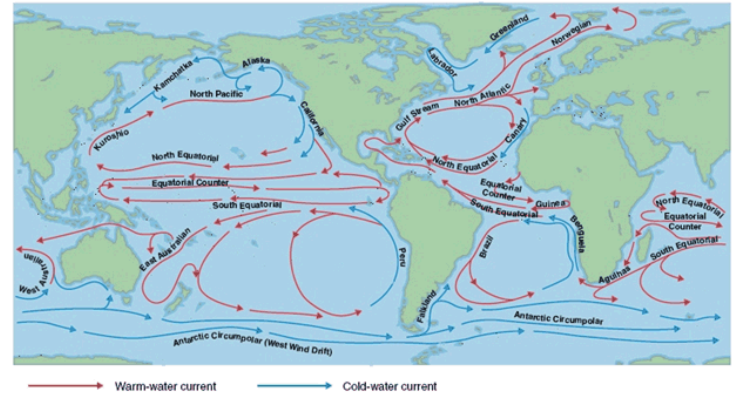 Greenland
Norwegian
Labrador
Alaska
Kamchatka
North Pacific
California
Kuroshio
Gulf Stream
North Atlantic
Canary
North Equatorial
North Equatorial
Equatorial Counter
South Equatorial
Equatorial
Counter
Guinea
South Equatorial
North Equatorial
Equatorial
Counter
South Equatorial
East Australian
West Australian
Peru
Brazil
Benguela
Agulhas
Falkland
Antarctic Circumpolar
Antarctic Circumpolar (West Wind Drift)
Warm-water current
Cold-water current